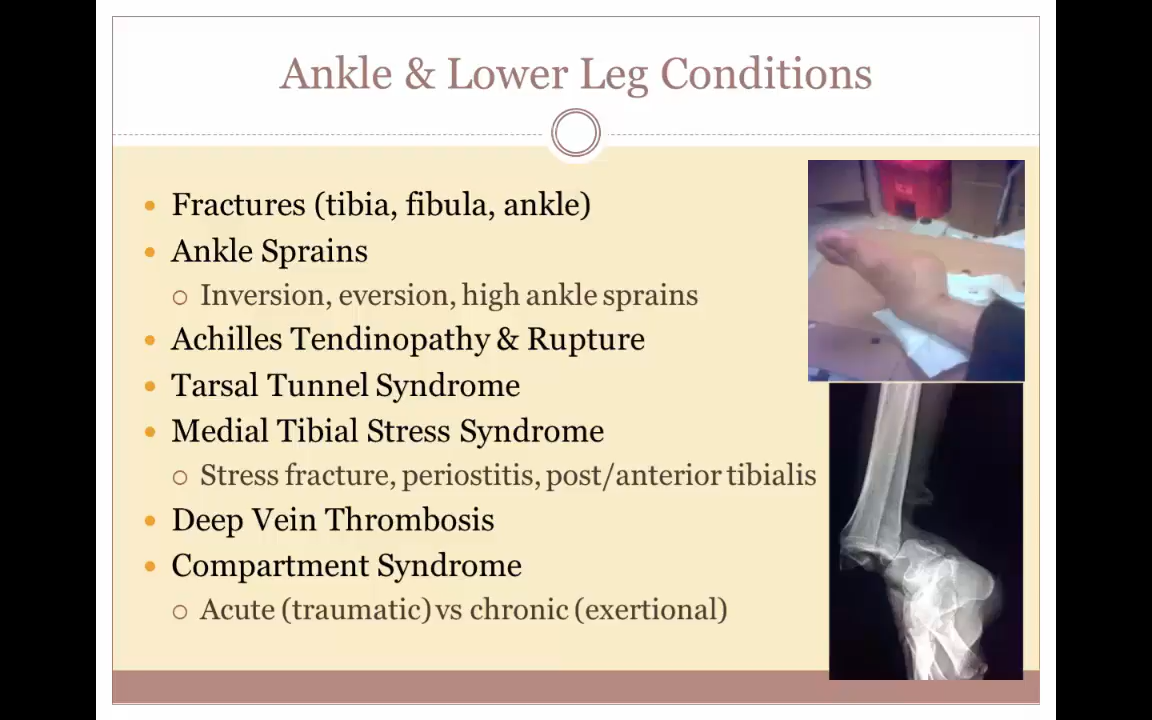 Ankle & Lower Leg Conditions
Fractures (tibia, fibula, ankle)
Ankle Sprains
Inversion, eversion, high ankle sprains
Achilles Tendinopathy & Rupture
Tarsal Tunnel Syndrome
Medial Tibial Stress Syndrome
Stress fracture, periostitis, post/anterior tibialis
Deep Vein Thrombosis
Compartment Syndrome
Acute (traumatic) vs chronic (exertional)